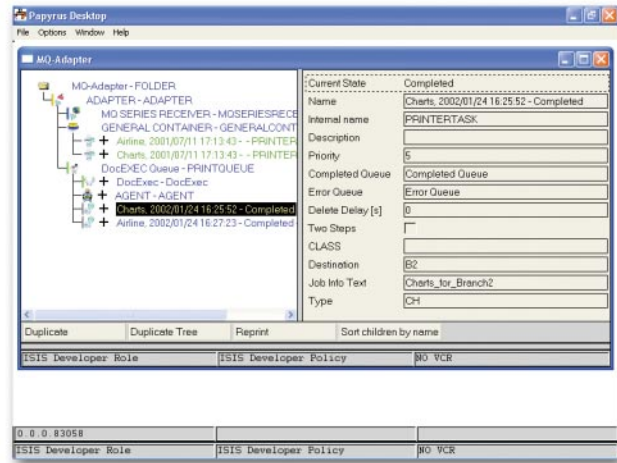 Papyrus Desktop
File Options Window Help
MQ-Adapter
MQ-Adapter - FOLDER
ADAPTER - ADAPTER
MQ SERIES RECEIVER - MQSERIESRECE
GENERAL CONTAINER - GENERALCONT
Airline, 2001/07/11 17:13:43 - - PRINTER
Charts, 2001/07/11 17:13:43 - - PRINTER
DocEXEC Queue - PRINTQUEUE
DocExec - DocExec
AGENT - AGENT
Charts, 2002/01/24 16:25:52 - Completed
Airline, 2002/01/24 16:27:23 - Completed -
Current State Completed
Name Charts, 2002/01/24 16:25:52 - Completed
Internal name PRINTERTASK
Description
Priority 5
Completed Queue Completed Queue
Error Queue Error Queue
Delete Delay [s] 0
Two Steps
CLASS
Destination B2
Job Info Text Charts_for_Branch2
Type CH
Duplicate Duplicate Tree Reprint Sort children by name
ISIS Developer Role ISIS Developer Policy NO VCR
0.0.0.83058
ISIS Developer Role ISIS Developer Policy NO VCR